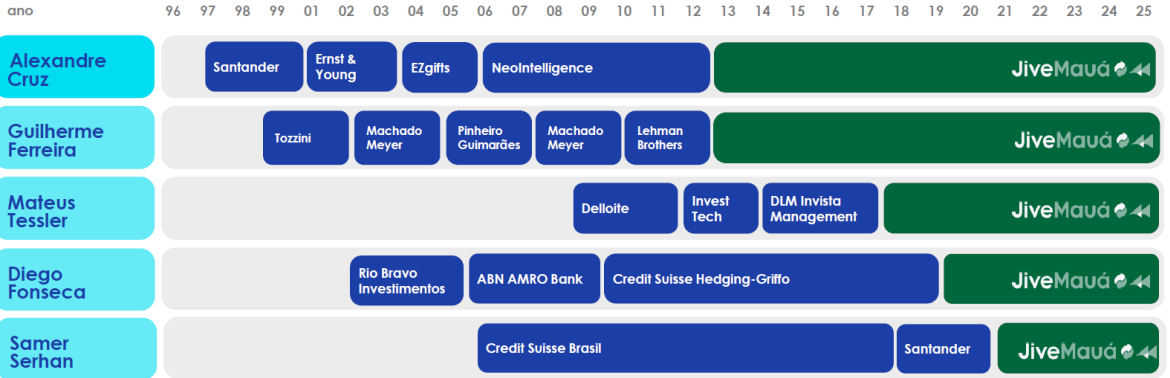 ano 96 97 98 99 01 02 03 04 05 06 07 08 09 10 11 12 13 14 15 16 17 18 19 20 21 22 23 24 25
Alexandre
Cruz
Santander
Ernst &
Young
EZgifts
NeoIntelligence
JiveMauá
Guilherme
Ferreira
Tozzini
Machado
Meyer
Pinheiro
Guimarães
Machado
Meyer
Lehman
Brothers
JiveMauá
Mateus
Tessler
Delloite
Invest
Tech
DLM Invista
Management
JiveMauá
Diego
Fonseca
Rio Bravo
Investimentos
ABN AMRO Bank
Credit Suisse Hedging-Griffo
JiveMauá
Samer
Serhan
Credit Suisse Brasil
Santander
JiveMauá